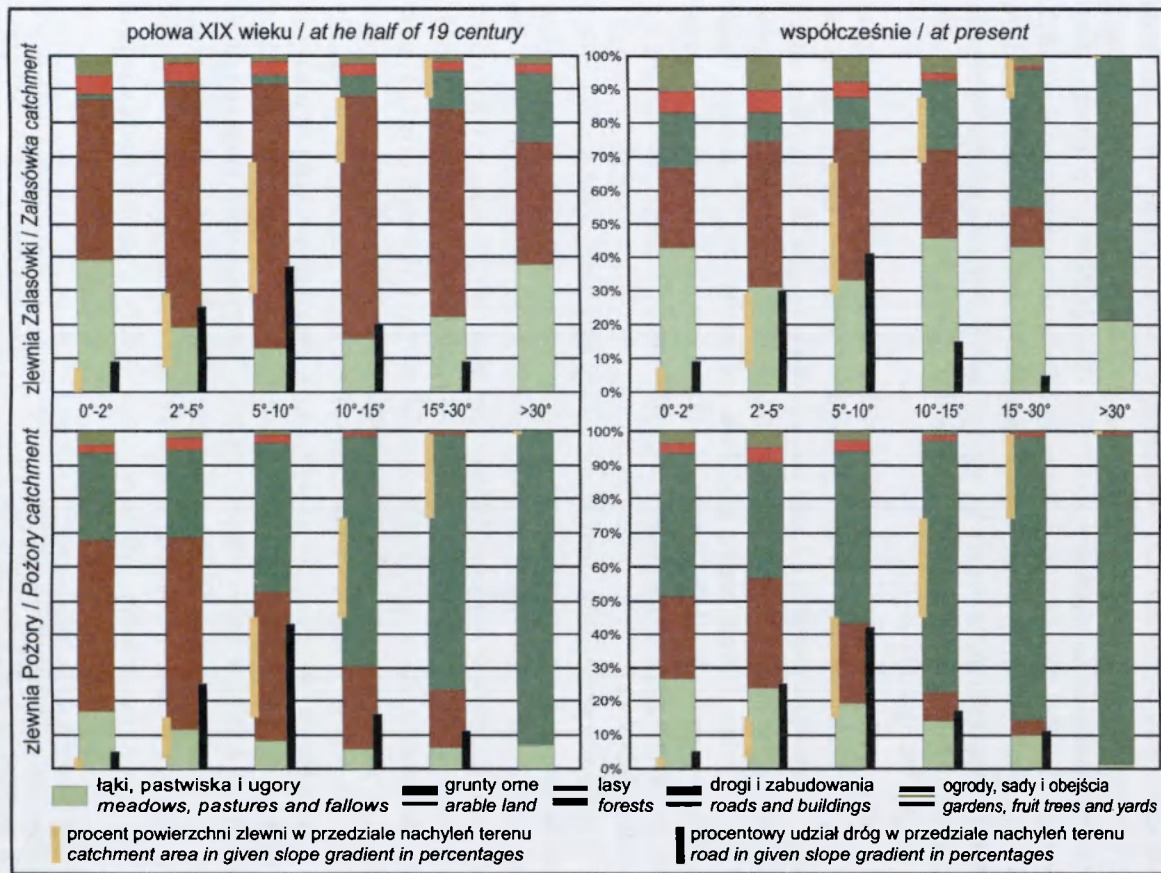 połowa XIX wieku / at he half of 19 century
współcześnie / at present
zlewnia Zalasówki / Zalasówka catchment
100%
90%
80%
70%
60%
50%
40%
30%
20%
10%
0%
0°-2° 2°-5° 5°-10° 10°-15° 15°-30° >30°
0°-2° 2°-5° 5°-10° 10°-15° 15°-30° >30°
zlewnia Pożory / Pożory catchment
100%
90%
80%
70%
60%
50%
40%
30%
20%
10%
0%
łąki, pastwiska i ugory
meadows, pastures and fallows
grunty orne
arable land
lasy
forests
drogi i zabudowania
roads and buildings
ogrody, sady i obejścia
gardens, fruit trees and yards
procent powierzchni zlewni w przedziale nachyleń terenu
catchment area in given slope gradient in percentages
procentowy udział dróg w przedziale nachyleń terenu
road in given slope gradient in percentages